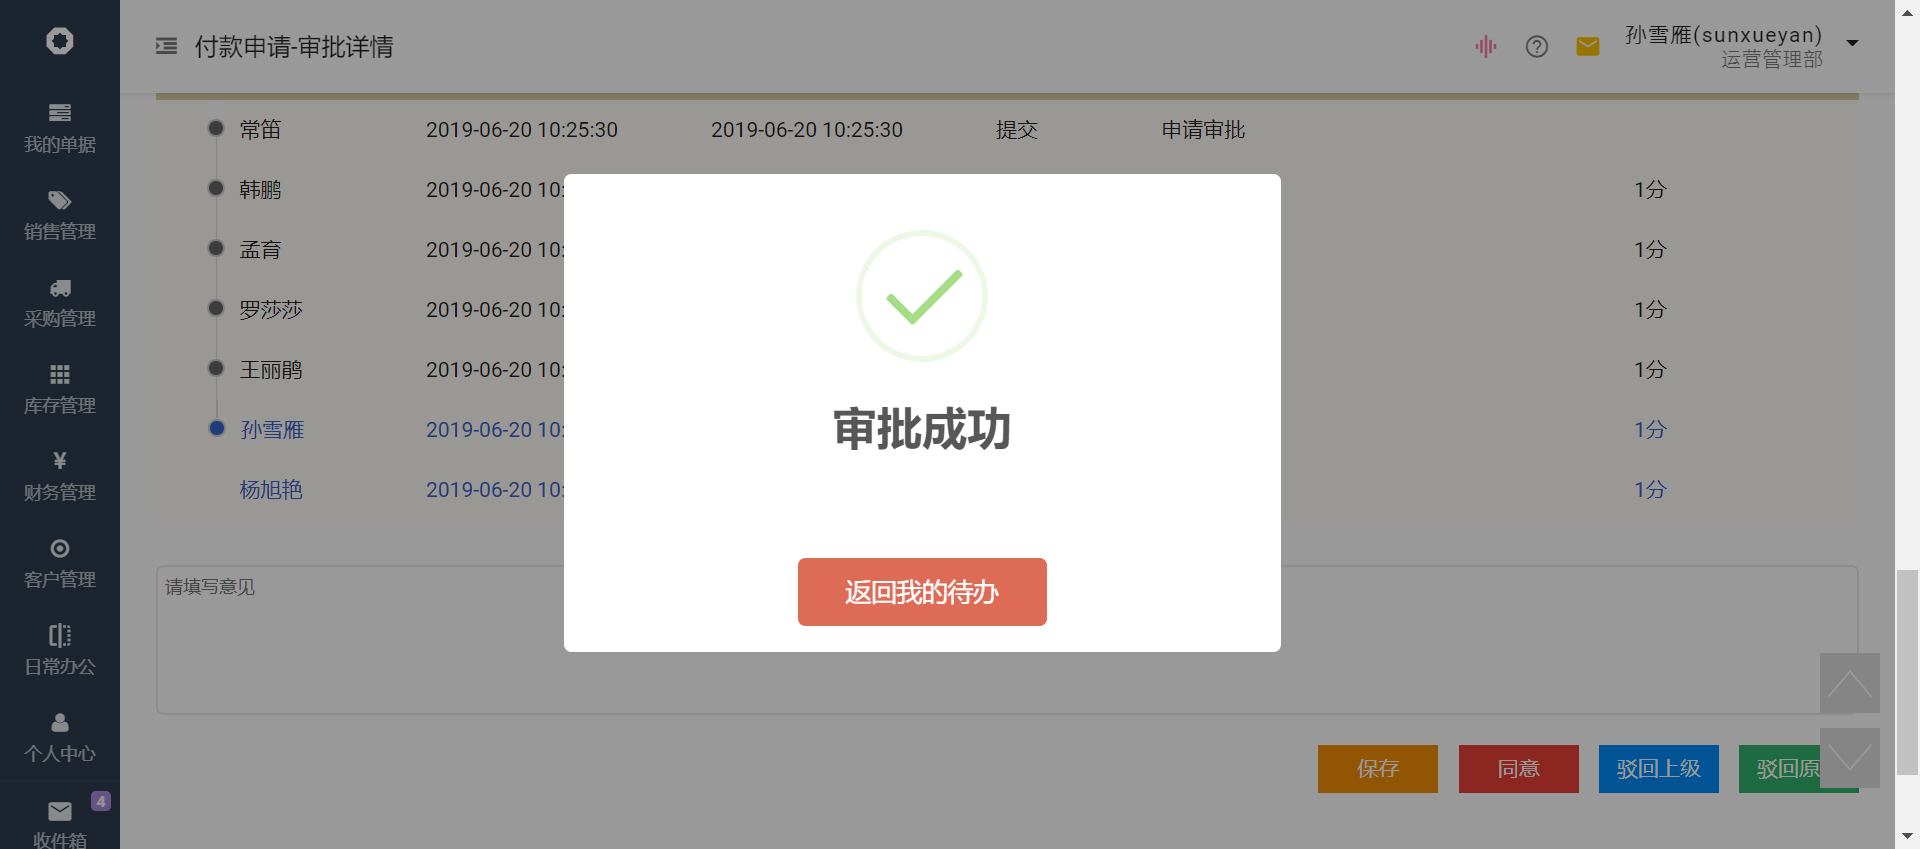 付款申请-审批详情
孙雪雁(sunxueyan)
运营管理部
我的单据
销售管理
采购管理
库存管理
¥
财务管理
客户管理
日常办公
个人中心
4
收件箱
常笛 2019-06-20 10:25:30 2019-06-20 10:25:30 提交 申请审批
韩鹏 2019-06-20 10: 1分
孟育 2019-06-20 10: 1分
罗莎莎 2019-06-20 10: 1分
王丽鹃 2019-06-20 10: 1分
孙雪雁 2019-06-20 10: 1分
杨旭艳 2019-06-20 10: 1分
审批成功
返回我的待办
请填写意见
保存 同意 驳回上级 驳回原